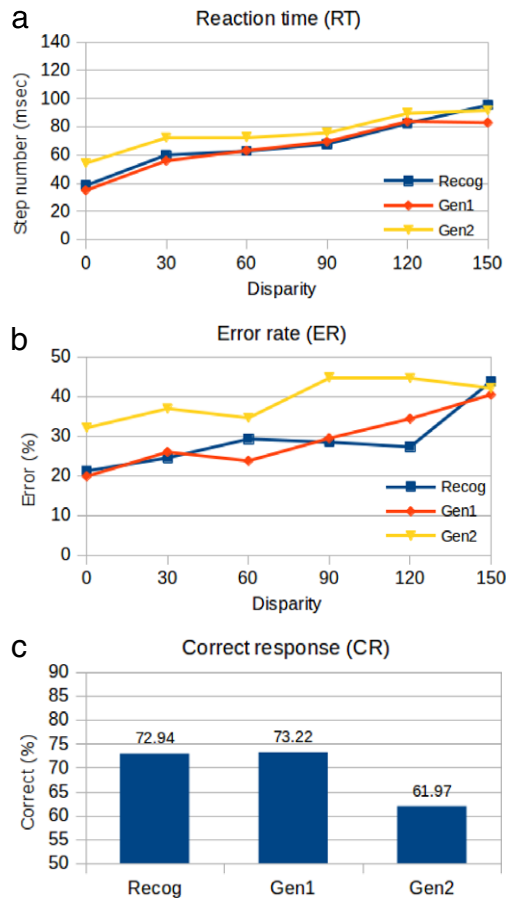 a
Reaction time (RT)
Step number (msec)
140
120
100
80
60
40
20
0
Recog
Gen1
Gen2
0 30 60 90 120 150
Disparity
b
Error rate (ER)
Error (%)
50
40
30
20
10
0
Recog
Gen1
Gen2
0 30 60 90 120 150
Disparity
c
Correct response (CR)
Correct (%)
90
85
80
75
70
65
60
55
50
72.94
73.22
61.97
Recog Gen1 Gen2